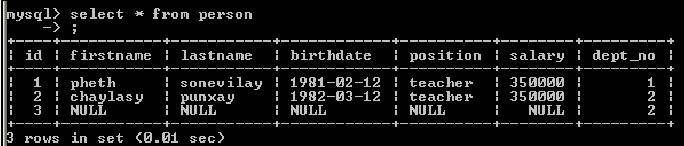 mysql> select * from person
    -> ;
+----+-----------+-----------+------------+----------+--------+---------+
| id | firstname | lastname  | birthdate  | position | salary | dept_no |
+----+-----------+-----------+------------+----------+--------+---------+
|  1 | pheth     | sonevilay | 1981-02-12 | teacher  | 350000 |       1 |
|  2 | chaylasy  | punxay    | 1982-03-12 | teacher  | 350000 |       2 |
|  3 | NULL      | NULL      | NULL       | NULL     |   NULL |       2 |
+----+-----------+-----------+------------+----------+--------+---------+
3 rows in set (0.01 sec)